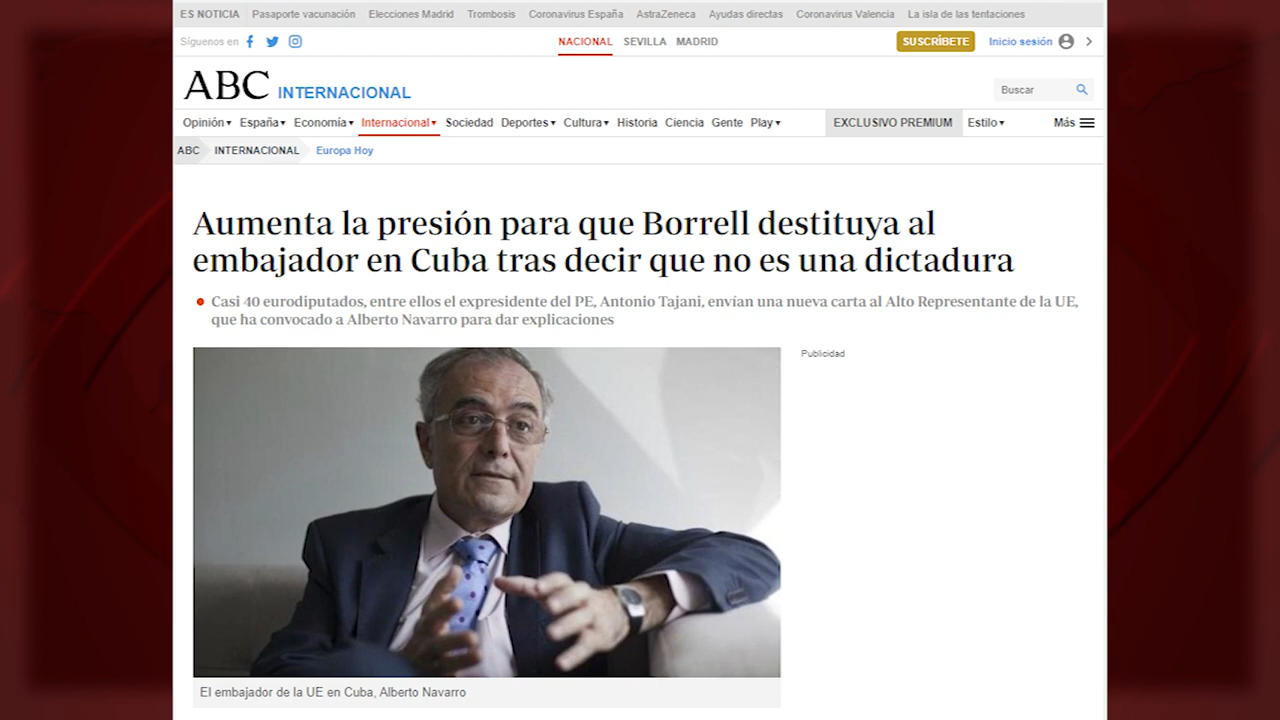 ES NOTICIA Pasaporte vacunación Elecciones Madrid Trombosis Coronavirus España AstraZeneca Ayudas directas Coronavirus Valencia La isla de las tentaciones
Síguenos en NACIONAL SEVILLA MADRID SUSCRÍBETE Inicio sesión
ABC INTERNACIONAL Buscar
Opinión España Economía Internacional Sociedad Deportes Cultura Historia Ciencia Gente Play EXCLUSIVO PREMIUM Estilo Más
ABC INTERNACIONAL Europa Hoy
Aumenta la presión para que Borrell destituya al
embajador en Cuba tras decir que no es una dictadura
Casi 40 eurodiputados, entre ellos el expresidente del PE, Antonio Tajani, envían una nueva carta al Alto Representante de la UE,
que ha convocado a Alberto Navarro para dar explicaciones
Publicidad
El embajador de la UE en Cuba, Alberto Navarro